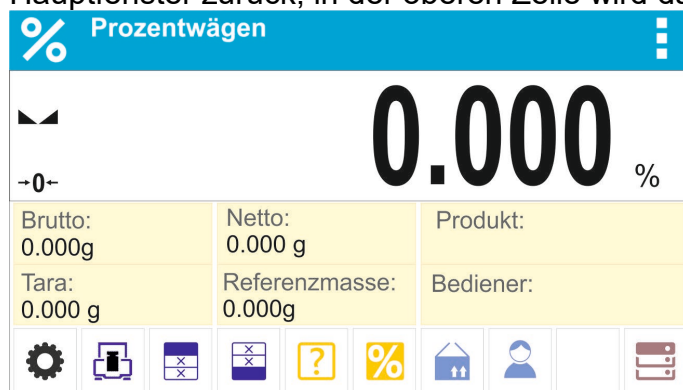 % Prozentwägen
0.000 %
→0←
Brutto:
0.000g
Netto:
0.000 g
Produkt:
Tara:
0.000 g
Referenzmasse:
0.000g
Bediener: